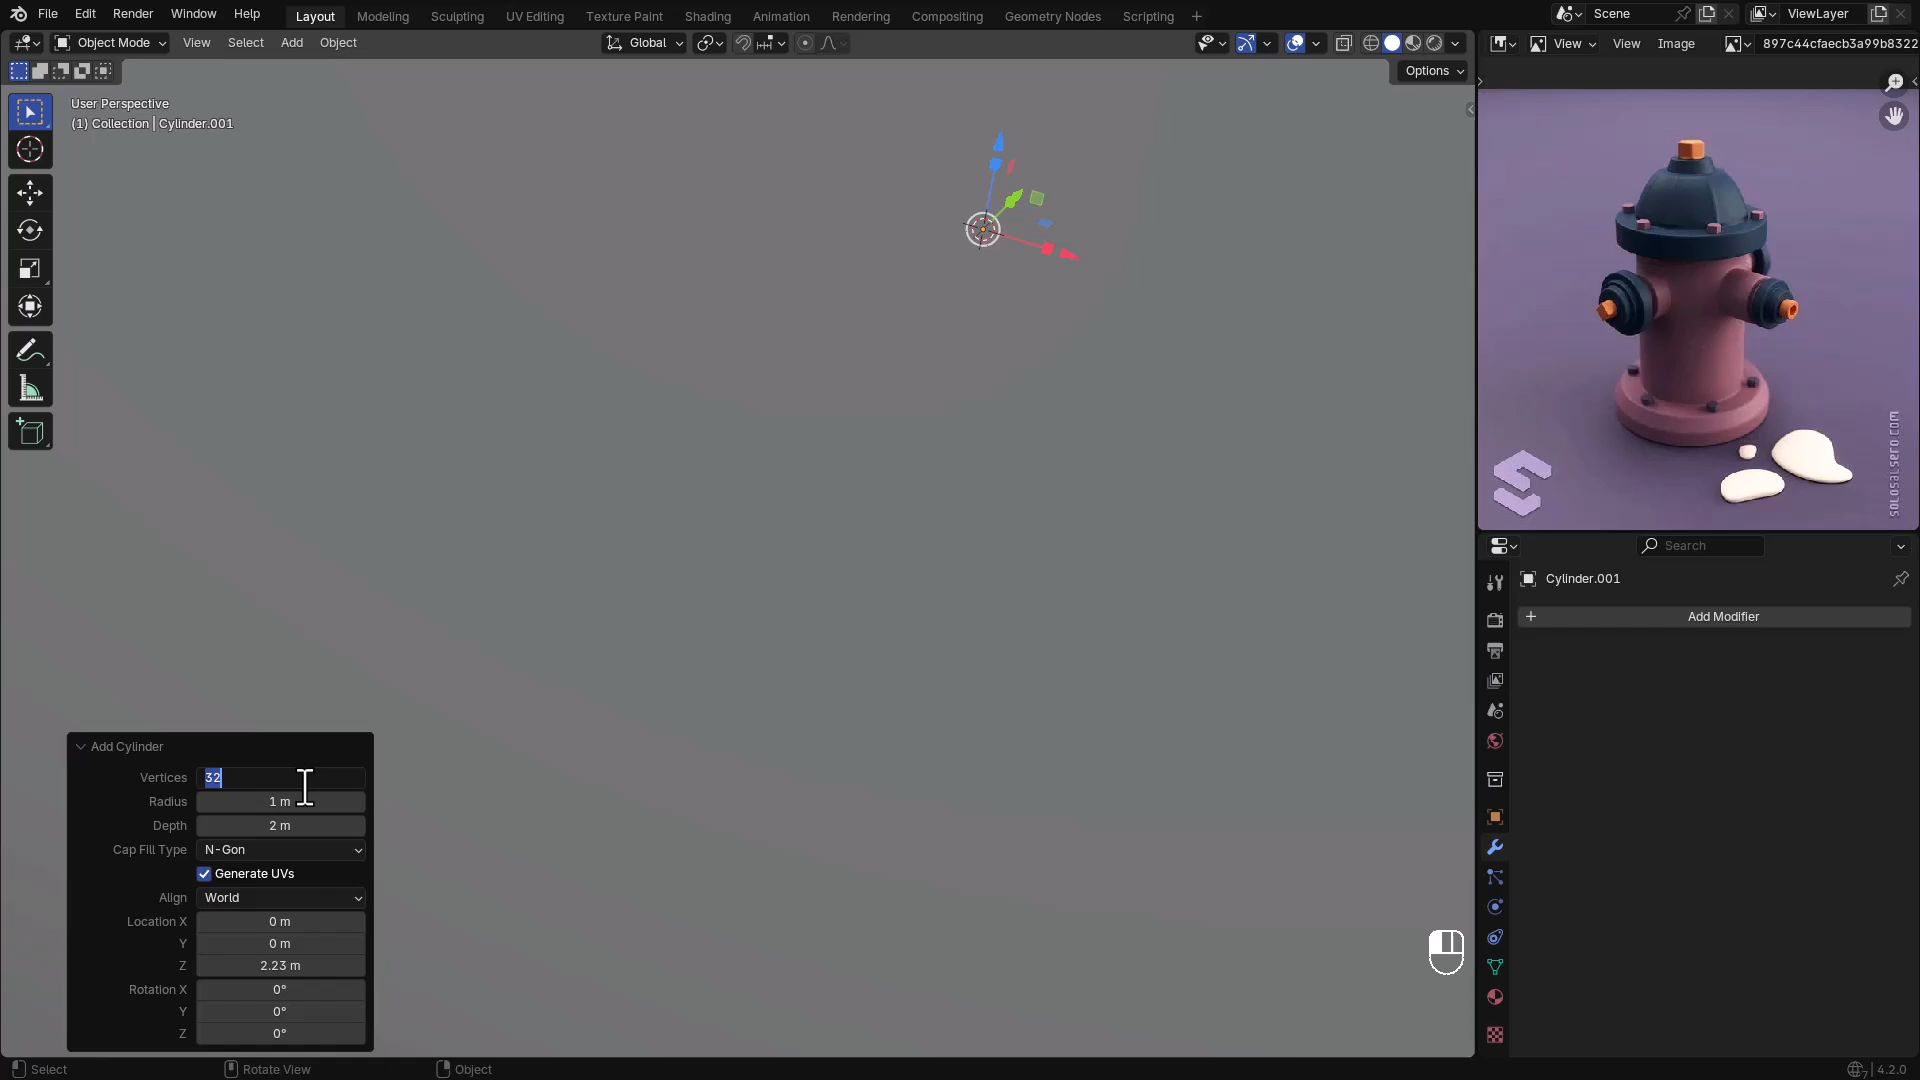 File Edit Render Window Help
Layout Modeling Sculpting UV Editing Texture Paint Shading Animation Rendering Compositing Geometry Nodes Scripting +
Scene
ViewLayer
Object Mode View Select Add Object
Global
View View Image
897c44cfaecb3a99b8322
Options
User Perspective
(1) Collection | Cylinder.001
SOLOSALSERO.COM
Search
Cylinder.001
+ Add Modifier
Add Cylinder
Vertices 32
Radius 1 m
Depth 2 m
Cap Fill Type N-Gon
Generate UVs
Align World
Location X 0 m
Y 0 m
Z 2.23 m
Rotation X 0°
Y 0°
Z 0°
Select Rotate View Object
4.2.0